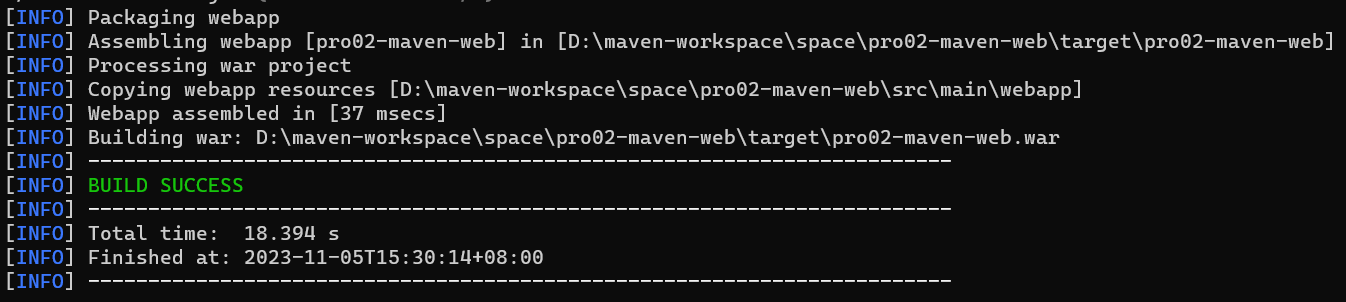 [INFO] Packaging webapp
[INFO] Assembling webapp [pro02-maven-web] in [D:\maven-workspace\space\pro02-maven-web\target\pro02-maven-web]
[INFO] Processing war project
[INFO] Copying webapp resources [D:\maven-workspace\space\pro02-maven-web\src\main\webapp]
[INFO] Webapp assembled in [37 msecs]
[INFO] Building war: D:\maven-workspace\space\pro02-maven-web\target\pro02-maven-web.war
[INFO] ------------------------------------------------------------------------
[INFO] BUILD SUCCESS
[INFO] ------------------------------------------------------------------------
[INFO] Total time:  18.394 s
[INFO] Finished at: 2023-11-05T15:30:14+08:00
[INFO] ------------------------------------------------------------------------